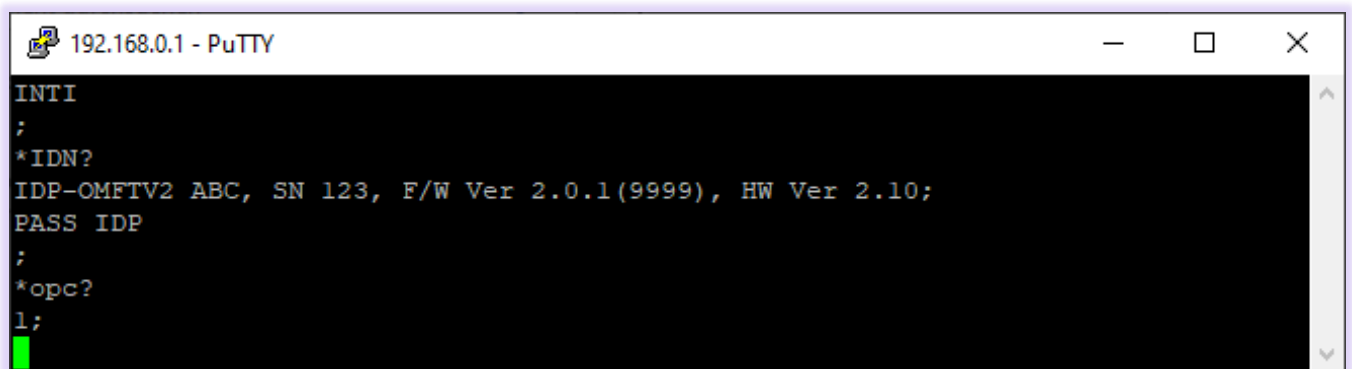 192.168.0.1 - PuTTY
INTI
;
*IDN?
IDP-OMFTV2 ABC, SN 123, F/W Ver 2.0.1(9999), HW Ver 2.10;
PASS IDP
;
*opc?
1;